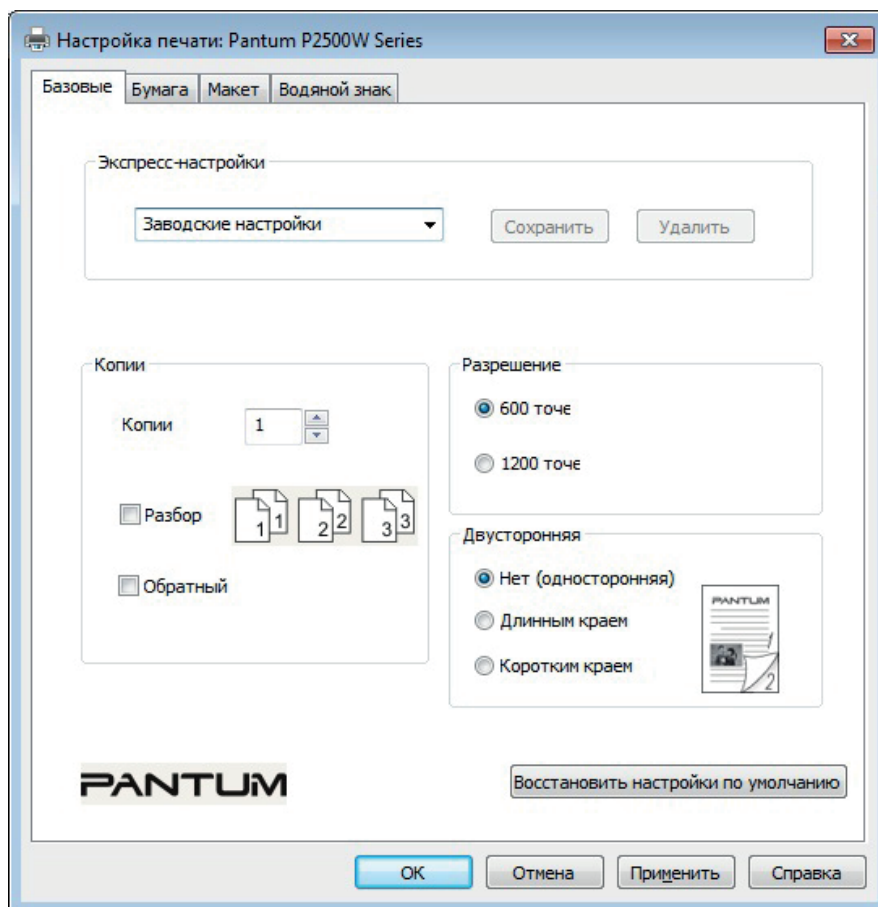 Настройка печати: Pantum P2500W Series
Базовые Бумага Макет Водяной знак
Экспресс-настройки
Заводские настройки Сохранить Удалить
Копии
Копии 1
Разбор 1 1 2 2 3 3
Обратный
Разрешение
600 точе
1200 точе
Двусторонняя
Нет (односторонняя)
Длинным краем
Коротким краем
PANTUM
1
2
PANTUM
Восстановить настройки по умолчанию
ОК Отмена Применить Справка